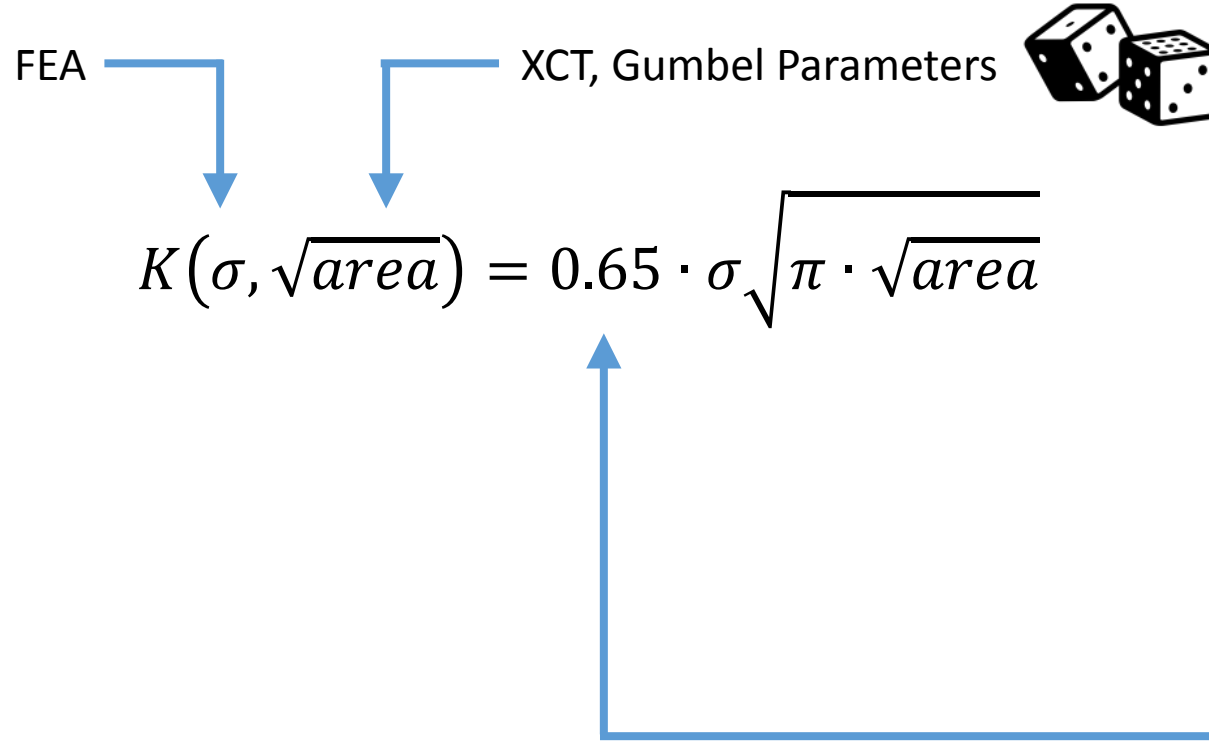 FEA
XCT, Gumbel Parameters
K(σ, √area) = 0.65 · σ√(π · √area)